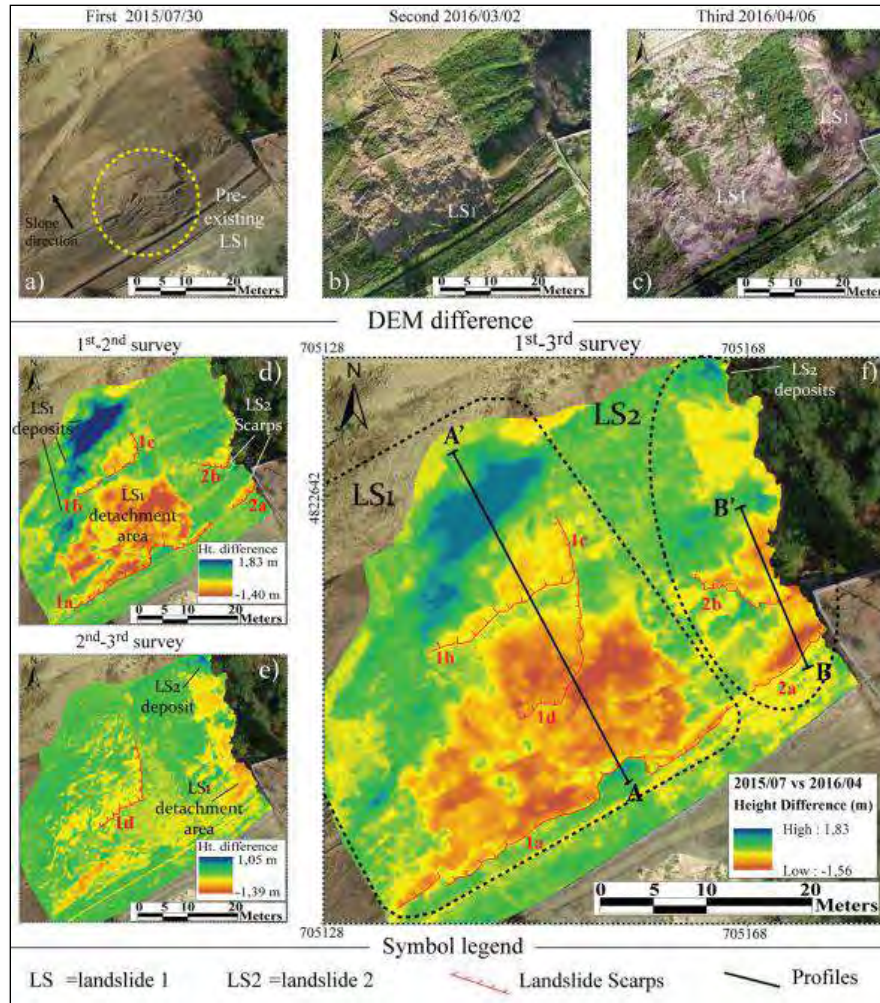 First 2015/07/30
Second 2016/03/02
Third 2016/04/06
N
Slope
direction
Pre-
existing
LS1
a)
0 5 10 20
Meters
N
LS1
b)
0 5 10 20
Meters
N
LS1
LS1
c)
0 5 10 20
Meters
DEM difference
1st-2nd survey
N
d)
LS1
deposits
LS2
Scarps
1c
2b
2a
1b
LS1
detachment
area
1a
Ht. difference
1,83 m
-1,40 m
0 5 10 20
Meters
2nd-3rd survey
N
e)
LS2
deposit
1d
LS1
detachment
area
Ht. difference
1,05 m
-1,39 m
0 5 10 20
Meters
1st-3rd survey
705128
705168
4822642
N
f)
LS2
deposits
LS2
A'
LS1
B'
1c
2b
1b
B
2a
1d
A
1a
2015/07 vs 2016/04
Height Difference (m)
High : 1,83
Low : -1,56
0 5 10 20
Meters
705128
705168
Symbol legend
LS =landslide 1
LS2 =landslide 2
Landslide Scarps
Profiles